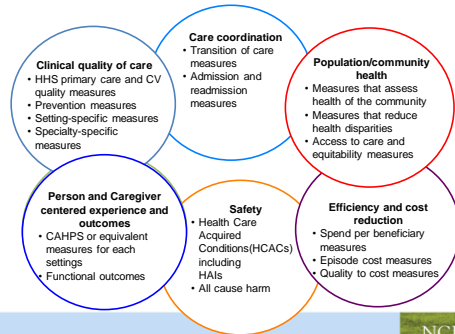 Care coordination
• Transition of care
measures
• Admission and
readmission
measures
Clinical quality of care
• HHS primary care and CV
quality measures
• Prevention measures
• Setting-specific measures
• Specialty-specific
measures
Population/community
health
• Measures that assess
health of the community
• Measures that reduce
health disparities
• Access to care and
equitability measures
Person and Caregiver
centered experience and
outcomes
• CAHPS or equivalent
measures for each
settings
• Functional outcomes
Safety
• Health Care
Acquired
Conditions(HCACs)
including
HAIs
• All cause harm
Efficiency and cost
reduction
• Spend per beneficiary
measures
• Episode cost measures
• Quality to cost measures